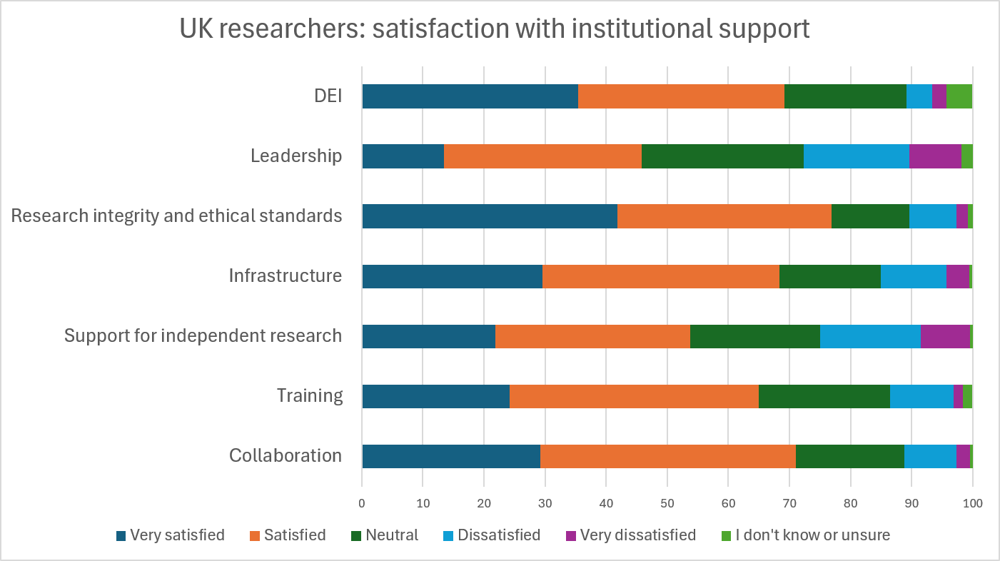 UK researchers: satisfaction with institutional support
DEI
Leadership
Research integrity and ethical standards
Infrastructure
Support for independent research
Training
Collaboration
0 10 20 30 40 50 60 70 80 90 100
Very satisfied Satisfied Neutral Dissatisfied Very dissatisfied I don't know or unsure